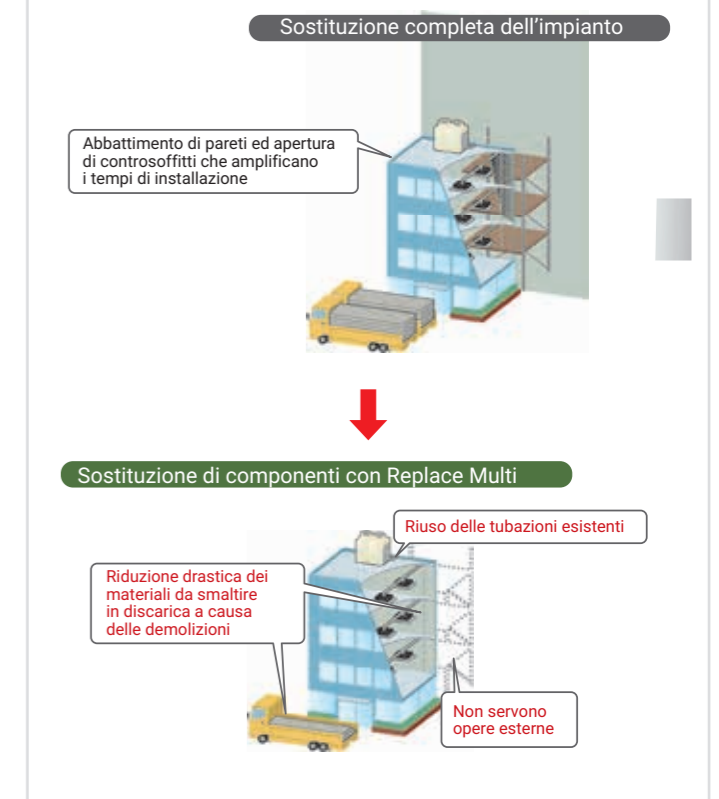 Sostituzione completa dell'impianto
Abbattimento di pareti ed apertura
di controsoffitti che amplificano
i tempi di installazione
Sostituzione di componenti con Replace Multi
Riuso delle tubazioni esistenti
Riduzione drastica dei
materiali da smaltire
in discarica a causa
delle demolizioni
Non servono
opere esterne